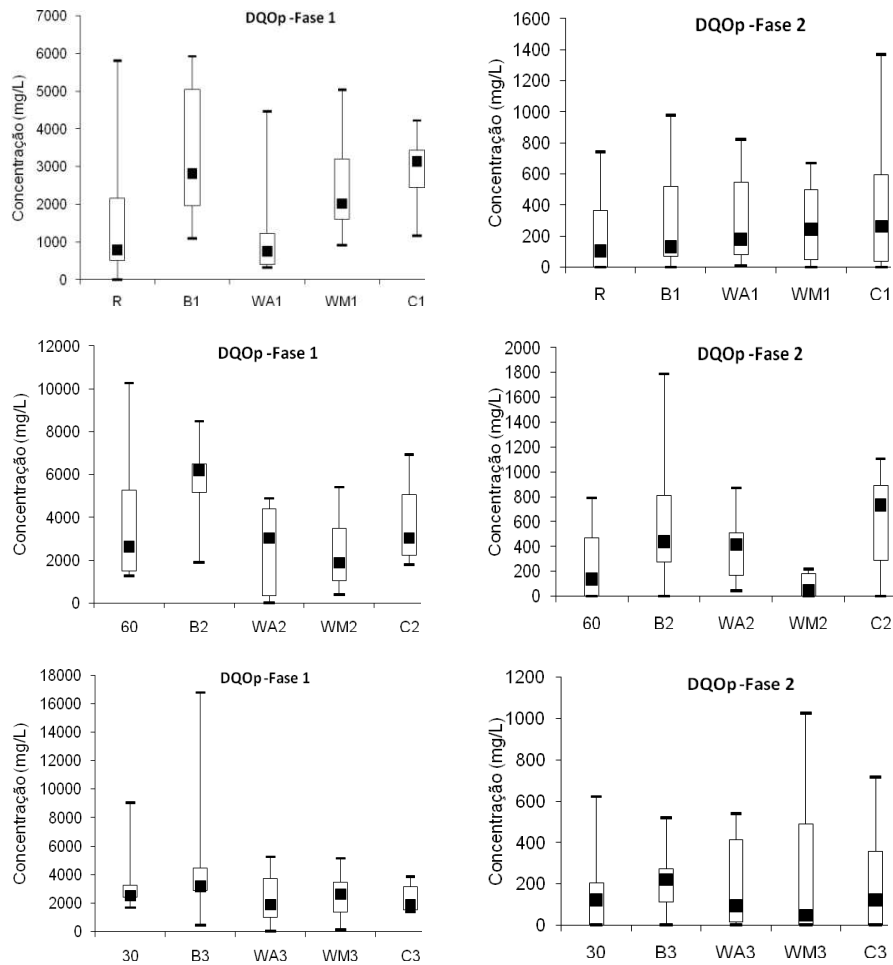 DQOp -Fase 1
Concentração (mg/L)
7000
6000
5000
4000
3000
2000
1000
0
R B1 WA1 WM1 C1
DQOp -Fase 2
Concentração (mg/L)
1600
1400
1200
1000
800
600
400
200
0
R B1 WA1 WM1 C1
DQOp -Fase 1
Concentração (mg/L)
12000
10000
8000
6000
4000
2000
0
60 B2 WA2 WM2 C2
DQOp -Fase 2
Concentração (mg/L)
2000
1800
1600
1400
1200
1000
800
600
400
200
0
60 B2 WA2 WM2 C2
DQOp -Fase 1
Concentração (mg/L)
18000
16000
14000
12000
10000
8000
6000
4000
2000
0
30 B3 WA3 WM3 C3
DQOp -Fase 2
Concentração (mg/L)
1200
1000
800
600
400
200
0
30 B3 WA3 WM3 C3